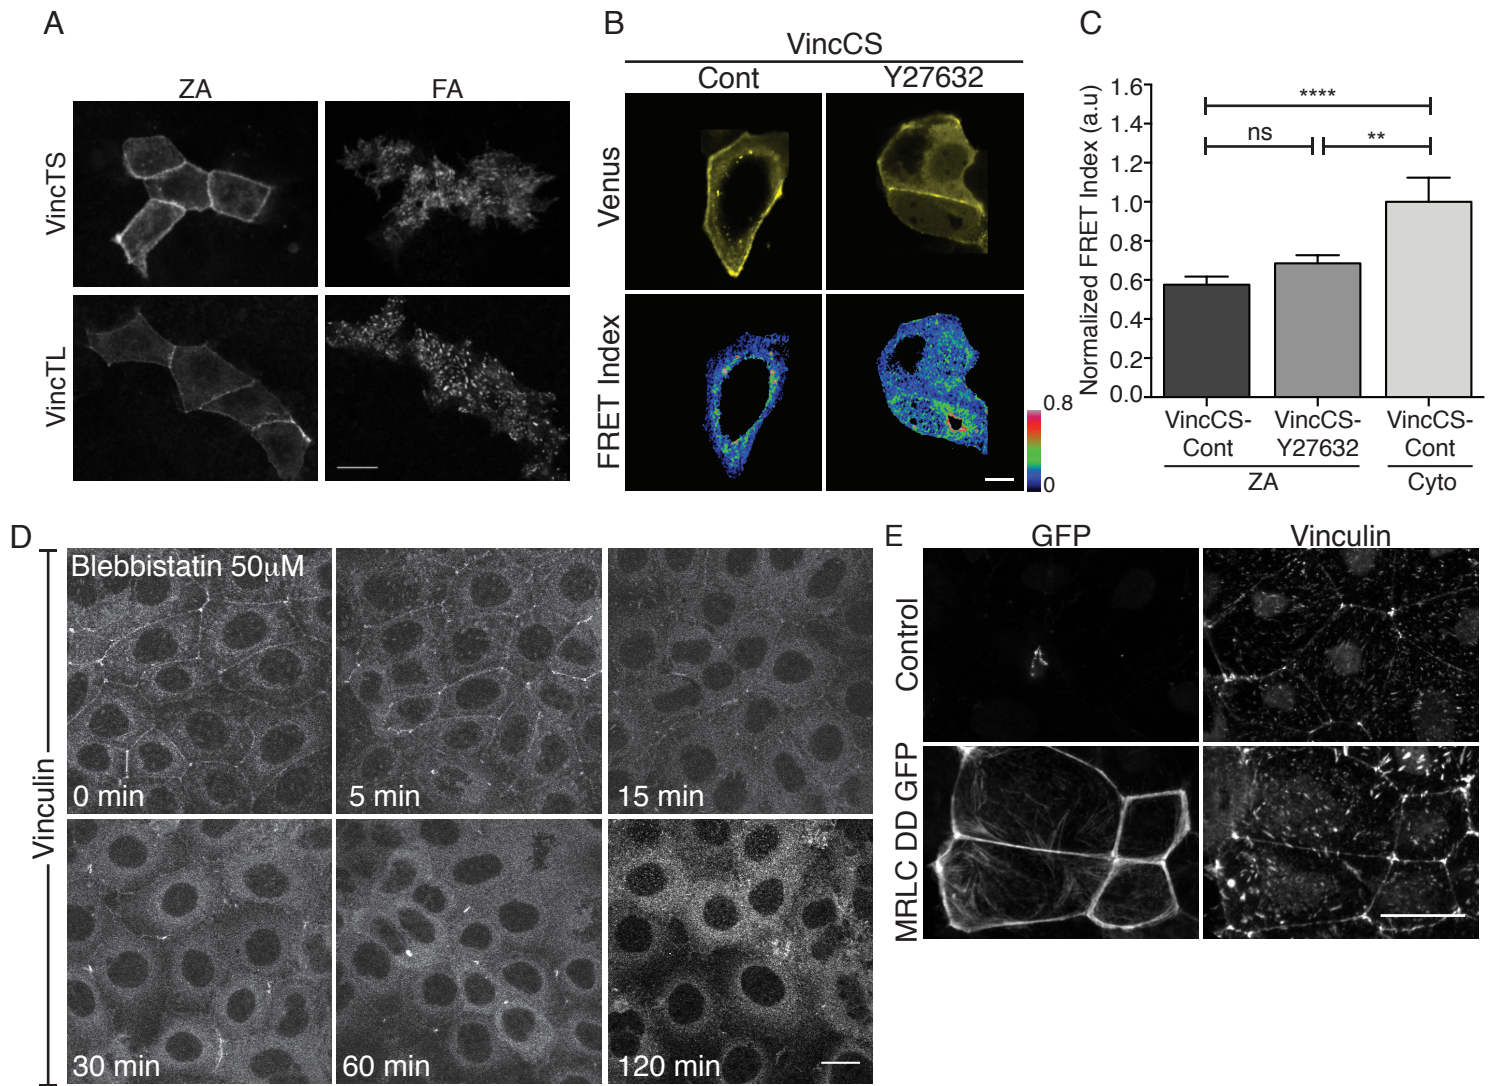 A
ZA
FA
VincTS
VincTL
B
VincCS
Cont
Y27632
Venus
FRET Index
0.8
0
C
Normalized FRET Index (a.u)
1.6
1.4
1.2
1.0
0.8
0.6
0.4
0.2
0.0
****
ns
**
VincCS-
Cont
VincCS-
Y27632
VincCS-
Cont
ZA
Cyto
D
Vinculin
Blebbistatin 50μM
0 min
5 min
15 min
30 min
60 min
120 min
E
GFP
Vinculin
Control
MRLC DD GFP